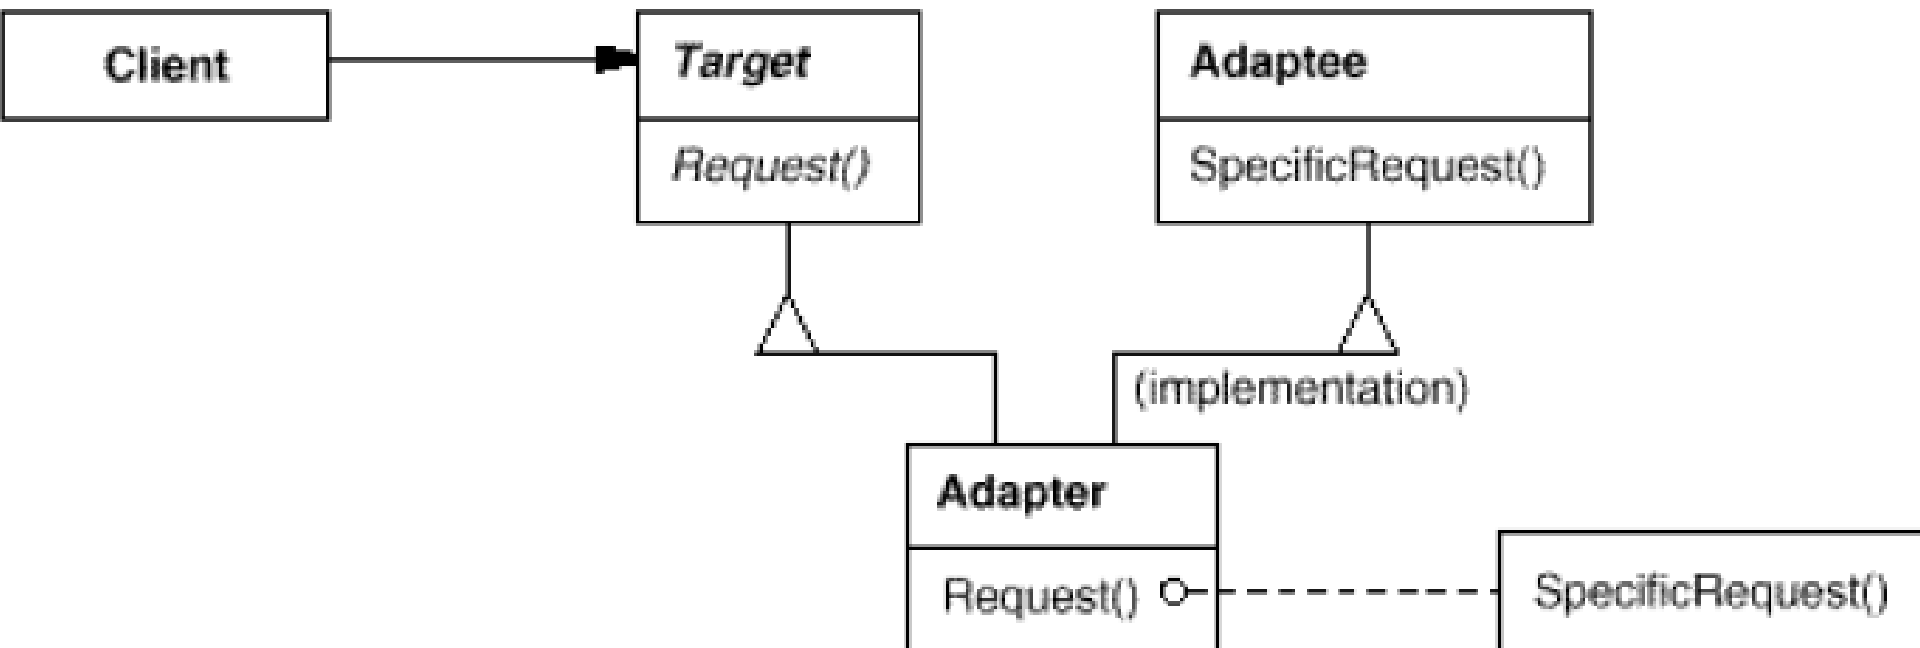 Client
Target
Adaptee
Request()
SpecificRequest()
(implementation)
Adapter
Request()
SpecificRequest()